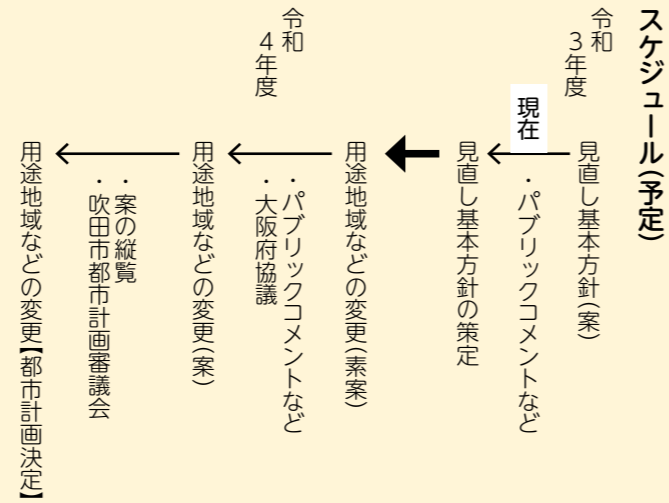 スケジュール(予定)
令和
３年度
見直し基本方針(案)
現在
・パブリックコメントなど
見直し基本方針の策定
用途地域などの変更(素案)
令和
４年度
・パブリックコメントなど
・大阪府協議
用途地域などの変更(案)
・案の縦覧
・吹田市都市計画審議会
用途地域などの変更【都市計画決定】